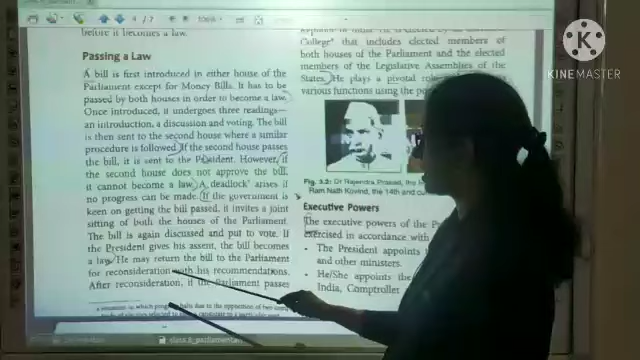 before it becomes a law.
Passing a Law
A bill is first introduced in either house of the
Parliament except for Money Bills. It has to be
passed by both houses in order to become a law.
Once introduced, it undergoes three readings—
an introduction, a discussion and voting. The bill
is then sent to the second house where a similar
procedure is followed. If the second house passes
the bill, it is sent to the President. However, if
the second house does not approve the bill,
it cannot become a law. A deadlock* arises if
no progress can be made. If the government is
keen on getting the bill passed, it invites a joint
sitting of both the houses of the Parliament.
The bill is again discussed and put to vote. If
the President gives his assent, the bill becomes
a law. He may return the bill to the Parliament
for reconsideration with his recommendations.
After reconsideration, if the Parliament passes
College* that includes elected members of
both houses of the Parliament and the elected
members of the Legislative Assemblies of the
States. He plays a pivotal
various functions using the
Fig. 3.2: Dr Rajendra Prasad, the
Ram Nath Kovind, the 14th and
Executive Powers
The executive powers of the
exercised in accordance with
• The President appoints
and other ministers.
• He/She appoints the
India, Comptroller
KINEMASTER